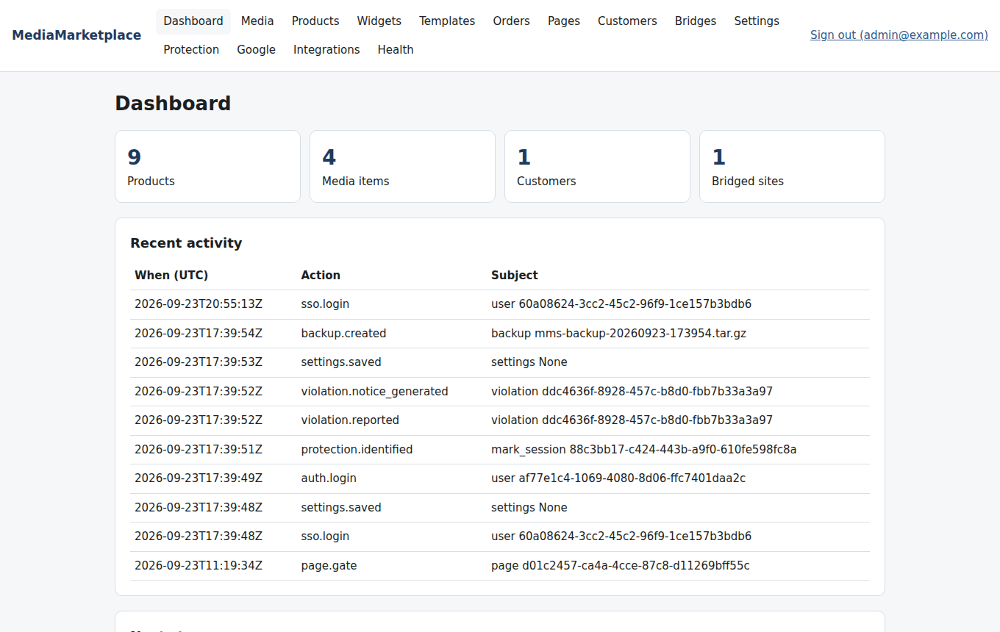 MediaMarketplace
Dashboard Media Products Widgets Templates Orders Pages Customers Bridges Settings
Protection Google Integrations Health
Sign out (admin@example.com)
Dashboard
9
Products
4
Media items
1
Customers
1
Bridged sites
Recent activity
When (UTC) Action Subject
2026-09-23T20:55:13Z sso.login user 60a08624-3cc2-45c2-96f9-1ce157b3bdb6
2026-09-23T17:39:54Z backup.created backup mms-backup-20260923-173954.tar.gz
2026-09-23T17:39:53Z settings.saved settings None
2026-09-23T17:39:52Z violation.notice_generated violation ddc4636f-8928-457c-b8d0-fbb7b33a3a97
2026-09-23T17:39:52Z violation.reported violation ddc4636f-8928-457c-b8d0-fbb7b33a3a97
2026-09-23T17:39:51Z protection.identified mark_session 88c3bb17-c424-443b-a9f0-610fe598fc8a
2026-09-23T17:39:49Z auth.login user af77e1c4-1069-4080-8d06-ffc7401daa2c
2026-09-23T17:39:48Z settings.saved settings None
2026-09-23T17:39:48Z sso.login user 60a08624-3cc2-45c2-96f9-1ce157b3bdb6
2026-09-23T11:19:34Z page.gate page d01c2457-ca4a-4cce-87c8-d11269bff55c